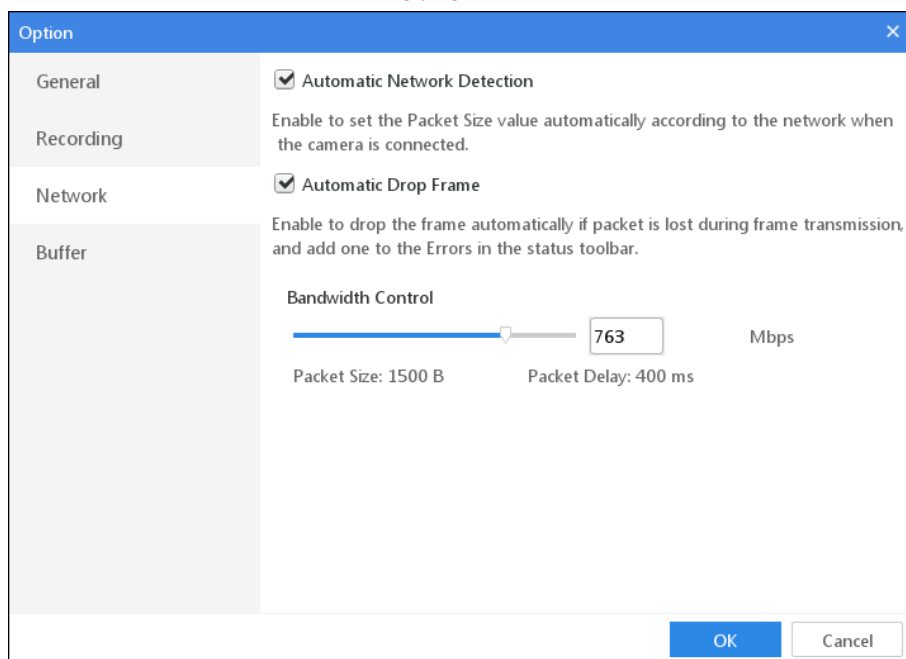 Option
General
Recording
Network
Buffer
Automatic Network Detection
Enable to set the Packet Size value automatically according to the network when
the camera is connected.
Automatic Drop Frame
Enable to drop the frame automatically if packet is lost during frame transmission,
and add one to the Errors in the status toolbar.
Bandwidth Control
763 Mbps
Packet Size: 1500 B Packet Delay: 400 ms
OK Cancel